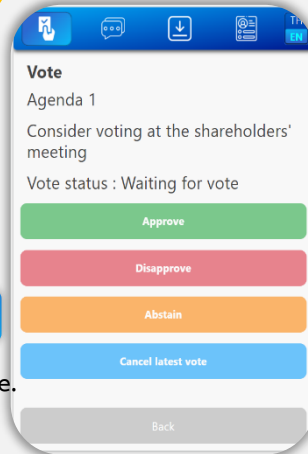 TH
EN
Vote
Agenda 1
Consider voting at the shareholders'
meeting
Vote status : Waiting for vote
Approve
Disapprove
Abstain
Cancel latest vote
e.
Back